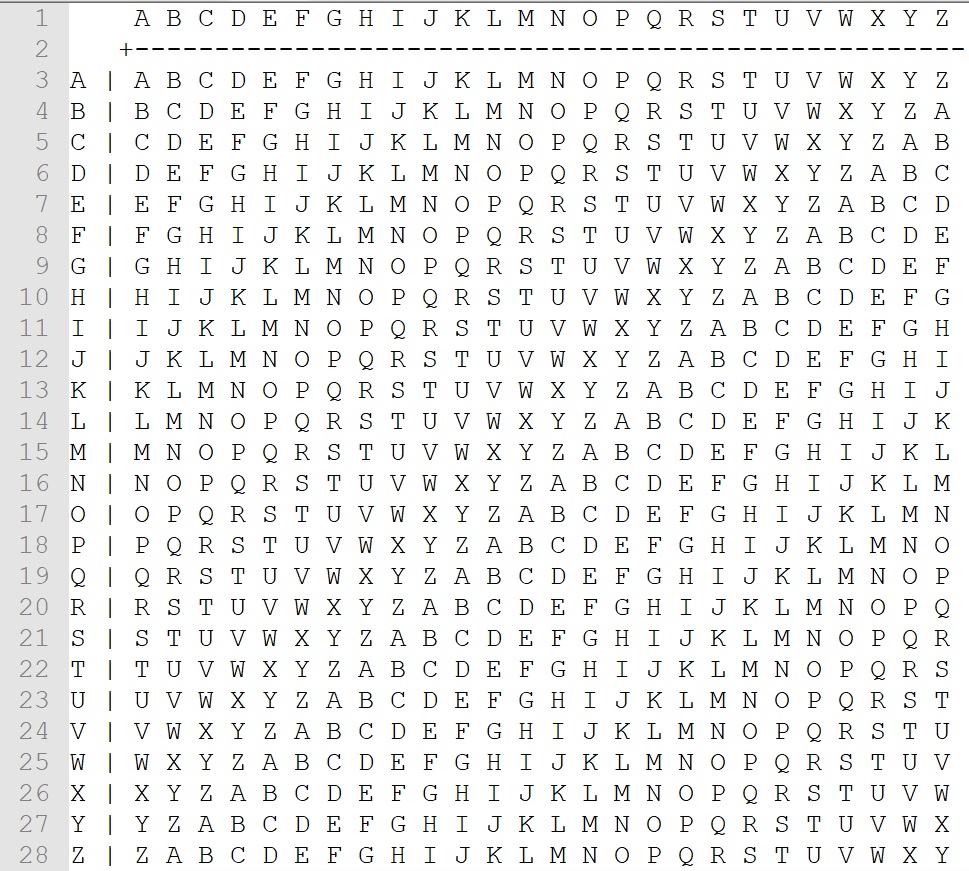 1 A B C D E F G H I J K L M N O P Q R S T U V W X Y Z
2 +----------------------------------------------------
3 A | A B C D E F G H I J K L M N O P Q R S T U V W X Y Z
4 B | B C D E F G H I J K L M N O P Q R S T U V W X Y Z A
5 C | C D E F G H I J K L M N O P Q R S T U V W X Y Z A B
6 D | D E F G H I J K L M N O P Q R S T U V W X Y Z A B C
7 E | E F G H I J K L M N O P Q R S T U V W X Y Z A B C D
8 F | F G H I J K L M N O P Q R S T U V W X Y Z A B C D E
9 G | G H I J K L M N O P Q R S T U V W X Y Z A B C D E F
10 H | H I J K L M N O P Q R S T U V W X Y Z A B C D E F G
11 I | I J K L M N O P Q R S T U V W X Y Z A B C D E F G H
12 J | J K L M N O P Q R S T U V W X Y Z A B C D E F G H I
13 K | K L M N O P Q R S T U V W X Y Z A B C D E F G H I J
14 L | L M N O P Q R S T U V W X Y Z A B C D E F G H I J K
15 M | M N O P Q R S T U V W X Y Z A B C D E F G H I J K L
16 N | N O P Q R S T U V W X Y Z A B C D E F G H I J K L M
17 O | O P Q R S T U V W X Y Z A B C D E F G H I J K L M N
18 P | P Q R S T U V W X Y Z A B C D E F G H I J K L M N O
19 Q | Q R S T U V W X Y Z A B C D E F G H I J K L M N O P
20 R | R S T U V W X Y Z A B C D E F G H I J K L M N O P Q
21 S | S T U V W X Y Z A B C D E F G H I J K L M N O P Q R
22 T | T U V W X Y Z A B C D E F G H I J K L M N O P Q R S
23 U | U V W X Y Z A B C D E F G H I J K L M N O P Q R S T
24 V | V W X Y Z A B C D E F G H I J K L M N O P Q R S T U
25 W | W X Y Z A B C D E F G H I J K L M N O P Q R S T U V
26 X | X Y Z A B C D E F G H I J K L M N O P Q R S T U V W
27 Y | Y Z A B C D E F G H I J K L M N O P Q R S T U V W X
28 Z | Z A B C D E F G H I J K L M N O P Q R S T U V W X Y